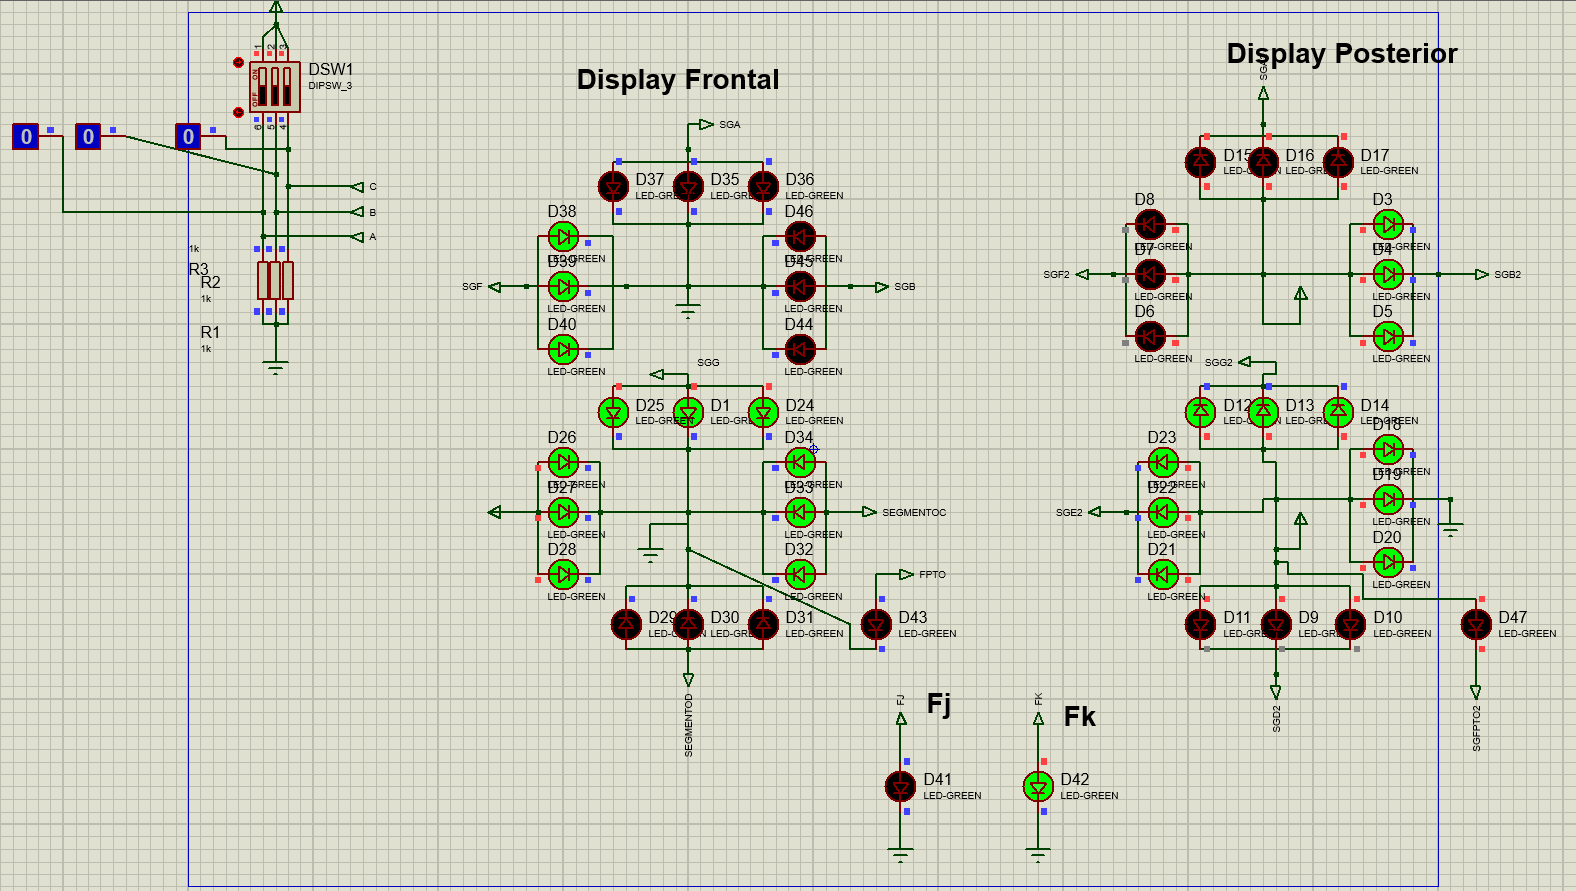 Display Frontal
Display Posterior
DSW1
DIPSW_3
ON
OFF
1
2
3
6
5
4
0
0
0
C
B
A
1k
R3
R2
1k
R1
1k
SGA
D37
LED-GREEN
D35
LED-GREEN
D36
LED-GREEN
D38
LED-GREEN
D39
LED-GREEN
D40
LED-GREEN
D46
LED-GREEN
D45
LED-GREEN
D44
LED-GREEN
SGF
SGB
SGG
D25
LED-GREEN
D1
LED-GREEN
D24
LED-GREEN
D26
LED-GREEN
D27
LED-GREEN
D28
LED-GREEN
D34
LED-GREEN
D33
LED-GREEN
D32
LED-GREEN
SEGMENTOC
FPTO
D29
LED-GREEN
D30
LED-GREEN
D31
LED-GREEN
D43
LED-GREEN
SEGMENTOD
FJ
Fj
D41
LED-GREEN
FK
Fk
D42
LED-GREEN
D15
LED-GREEN
D16
LED-GREEN
D17
LED-GREEN
D8
LED-GREEN
D7
LED-GREEN
D6
LED-GREEN
D3
LED-GREEN
D4
LED-GREEN
D5
LED-GREEN
SGF2
SGB2
SGG2
D12
LED-GREEN
D13
LED-GREEN
D14
LED-GREEN
D23
LED-GREEN
D22
LED-GREEN
D21
LED-GREEN
D18
LED-GREEN
D19
LED-GREEN
D20
LED-GREEN
SGE2
D11
LED-GREEN
D9
LED-GREEN
D10
LED-GREEN
D47
LED-GREEN
SGD2
SGFPTO2